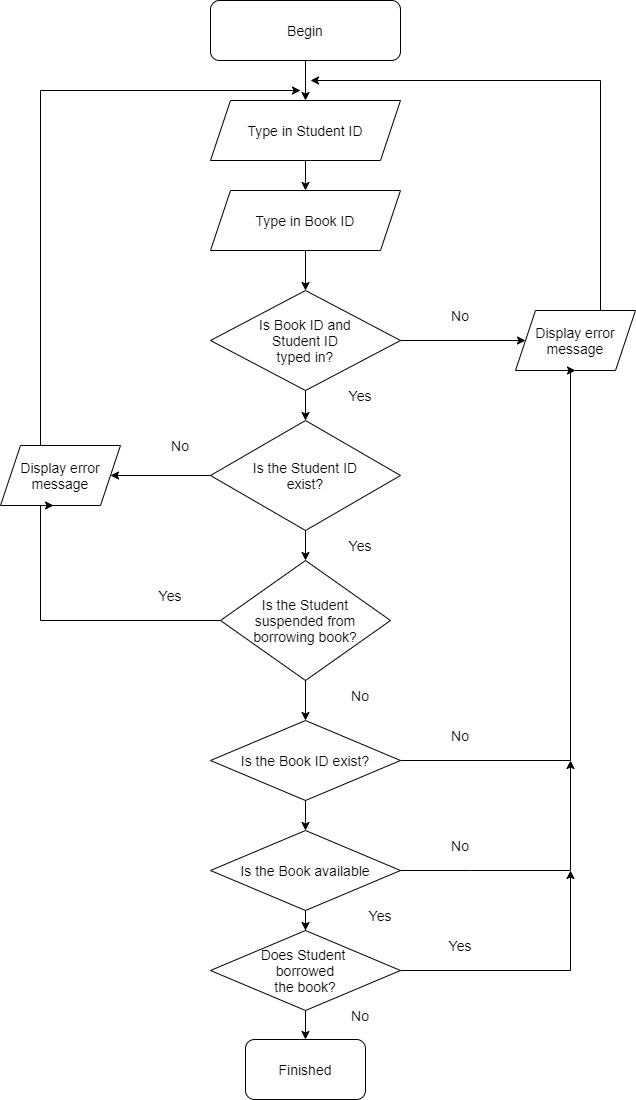 Begin
Type in Student ID
Type in Book ID
Is Book ID and
Student ID
typed in?
No
Display error
message
Yes
No
Is the Student ID
exist?
Display error
message
Yes
Yes
Is the Student
suspended from
borrowing book?
No
No
Is the Book ID exist?
No
Is the Book available
Yes
Yes
Does Student
borrowed
the book?
No
Finished